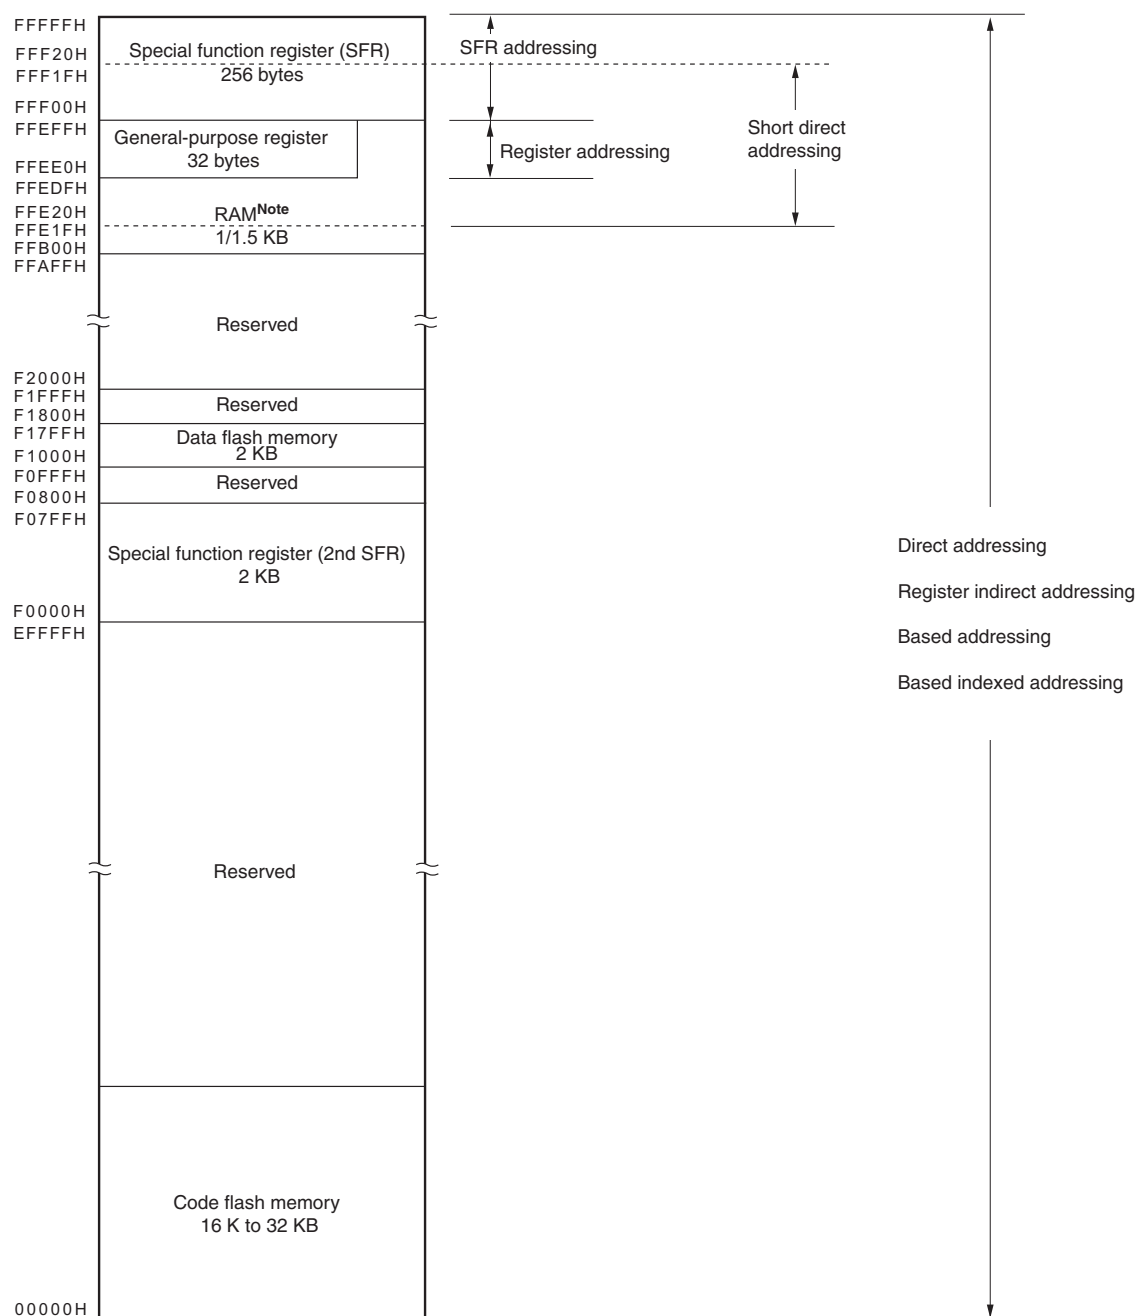 FFFFFH
FFF20H
FFF1FH
FFF00H
FFEFFH
FFEE0H
FFEDFH
FFE20H
FFE1FH
FFB00H
FFAFFH
F2000H
F1FFFH
F1800H
F17FFH
F1000H
F0FFFH
F0800H
F07FFH
F0000H
EFFFFH
00000H
Special function register (SFR)
256 bytes
General-purpose register
32 bytes
RAMNote
1/1.5 KB
Reserved
Reserved
Data flash memory
2 KB
Reserved
Special function register (2nd SFR)
2 KB
Reserved
Code flash memory
16 K to 32 KB
SFR addressing
Register addressing
Short direct
addressing
Direct addressing
Register indirect addressing
Based addressing
Based indexed addressing